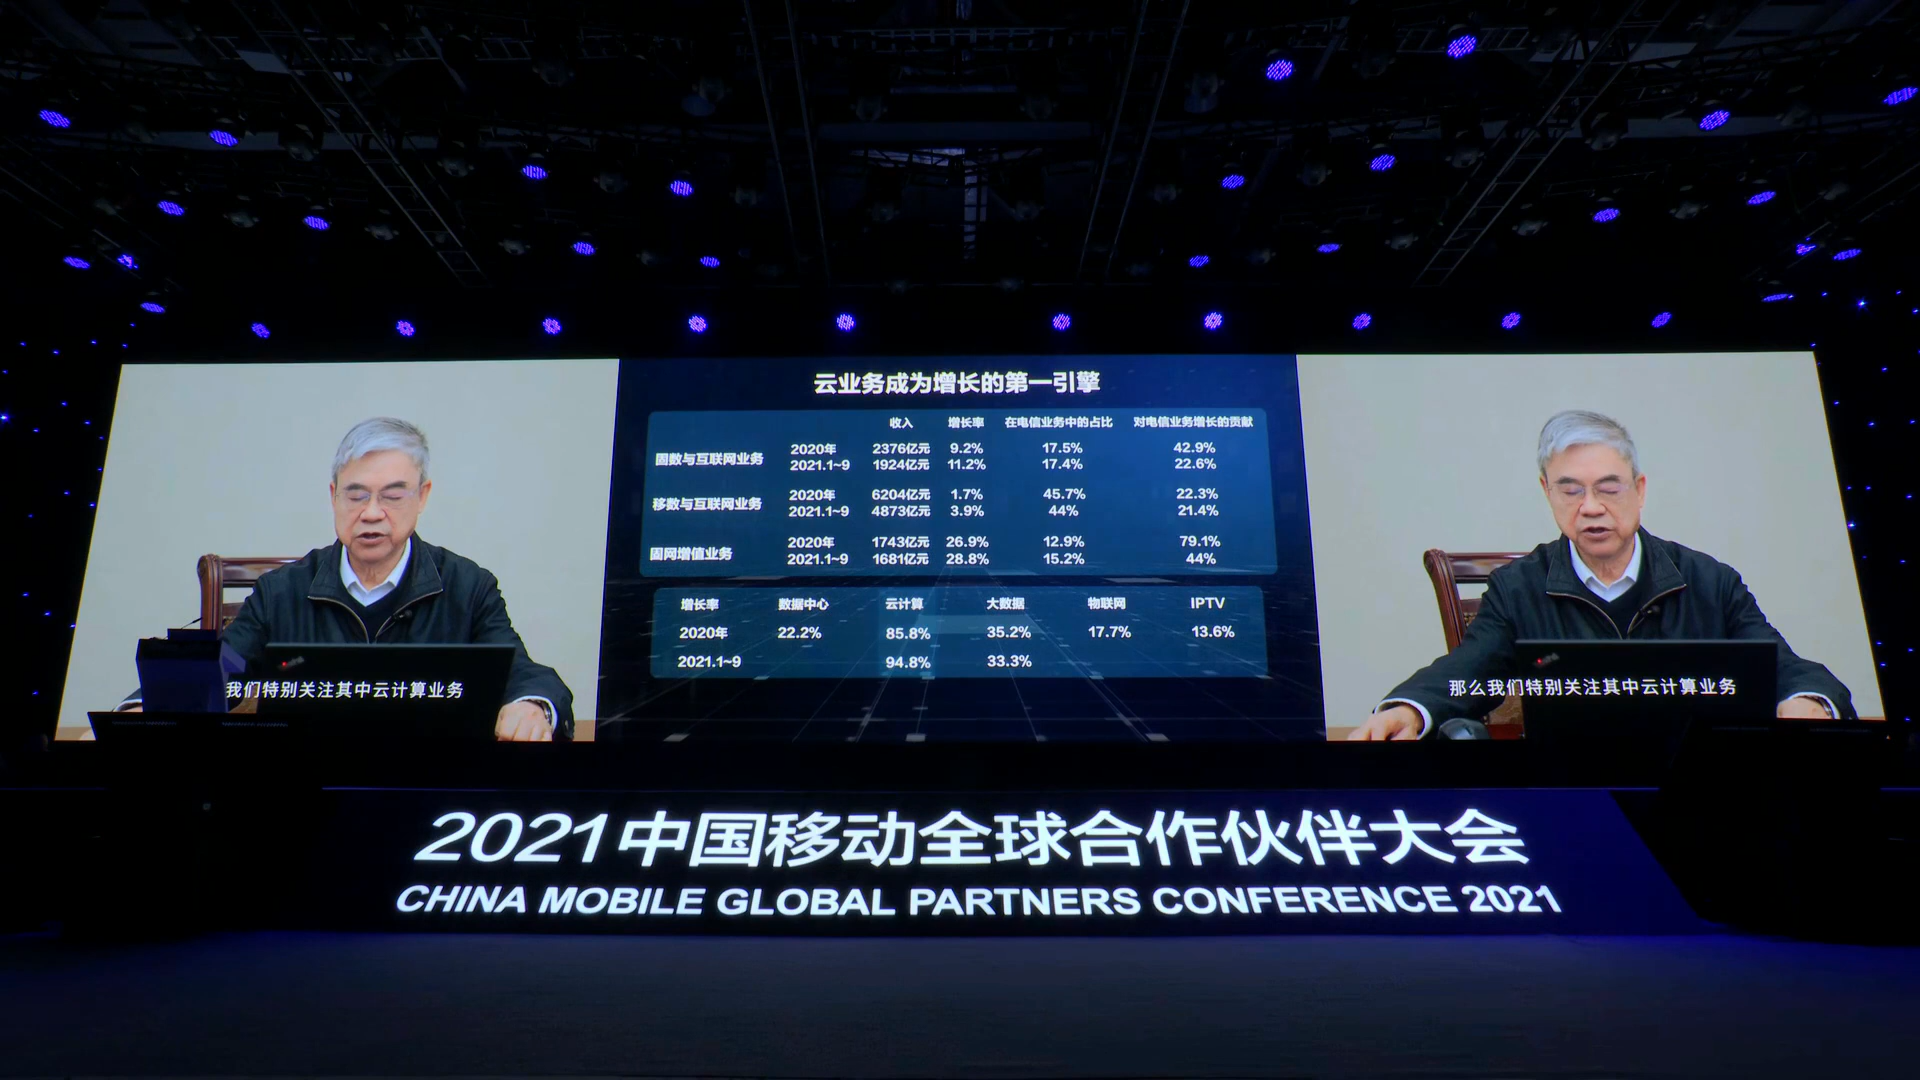 云业务成为增长的第一引擎
收入 增长率 在电信业务中的占比 对电信业务增长的贡献
固数与互联网业务 2020年 2376亿元 9.2% 17.5% 42.9%
2021.1~9 1924亿元 11.2% 17.4% 22.6%
移数与互联网业务 2020年 6204亿元 1.7% 45.7% 22.3%
2021.1~9 4873亿元 3.9% 44% 21.4%
固网增值业务 2020年 1743亿元 26.9% 12.9% 79.1%
2021.1~9 1681亿元 28.8% 15.2% 44%
增长率 数据中心 云计算 大数据 物联网 IPTV
2020年 22.2% 85.8% 35.2% 17.7% 13.6%
2021.1~9 94.8% 33.3%
我们特别关注其中云计算业务
那么我们特别关注其中云计算业务
2021中国移动全球合作伙伴大会
CHINA MOBILE GLOBAL PARTNERS CONFERENCE 2021